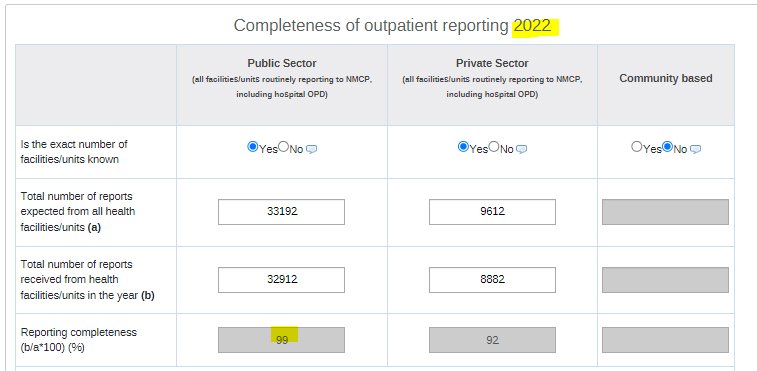 Completeness of outpatient reporting 2022
Public Sector
(all facilities/units routinely reporting to NMCP,
including hospital OPD)
Private Sector
(all facilities/units routinely reporting to NMCP,
including hospital OPD)
Community based
Is the exact number of
facilities/units known
Yes No
Yes No
Yes No
Total number of reports
expected from all health
facilities/units (a)
33192
9612
Total number of reports
received from health
facilities/units in the year (b)
32912
8882
Reporting completeness
(b/a*100) (%)
99
92